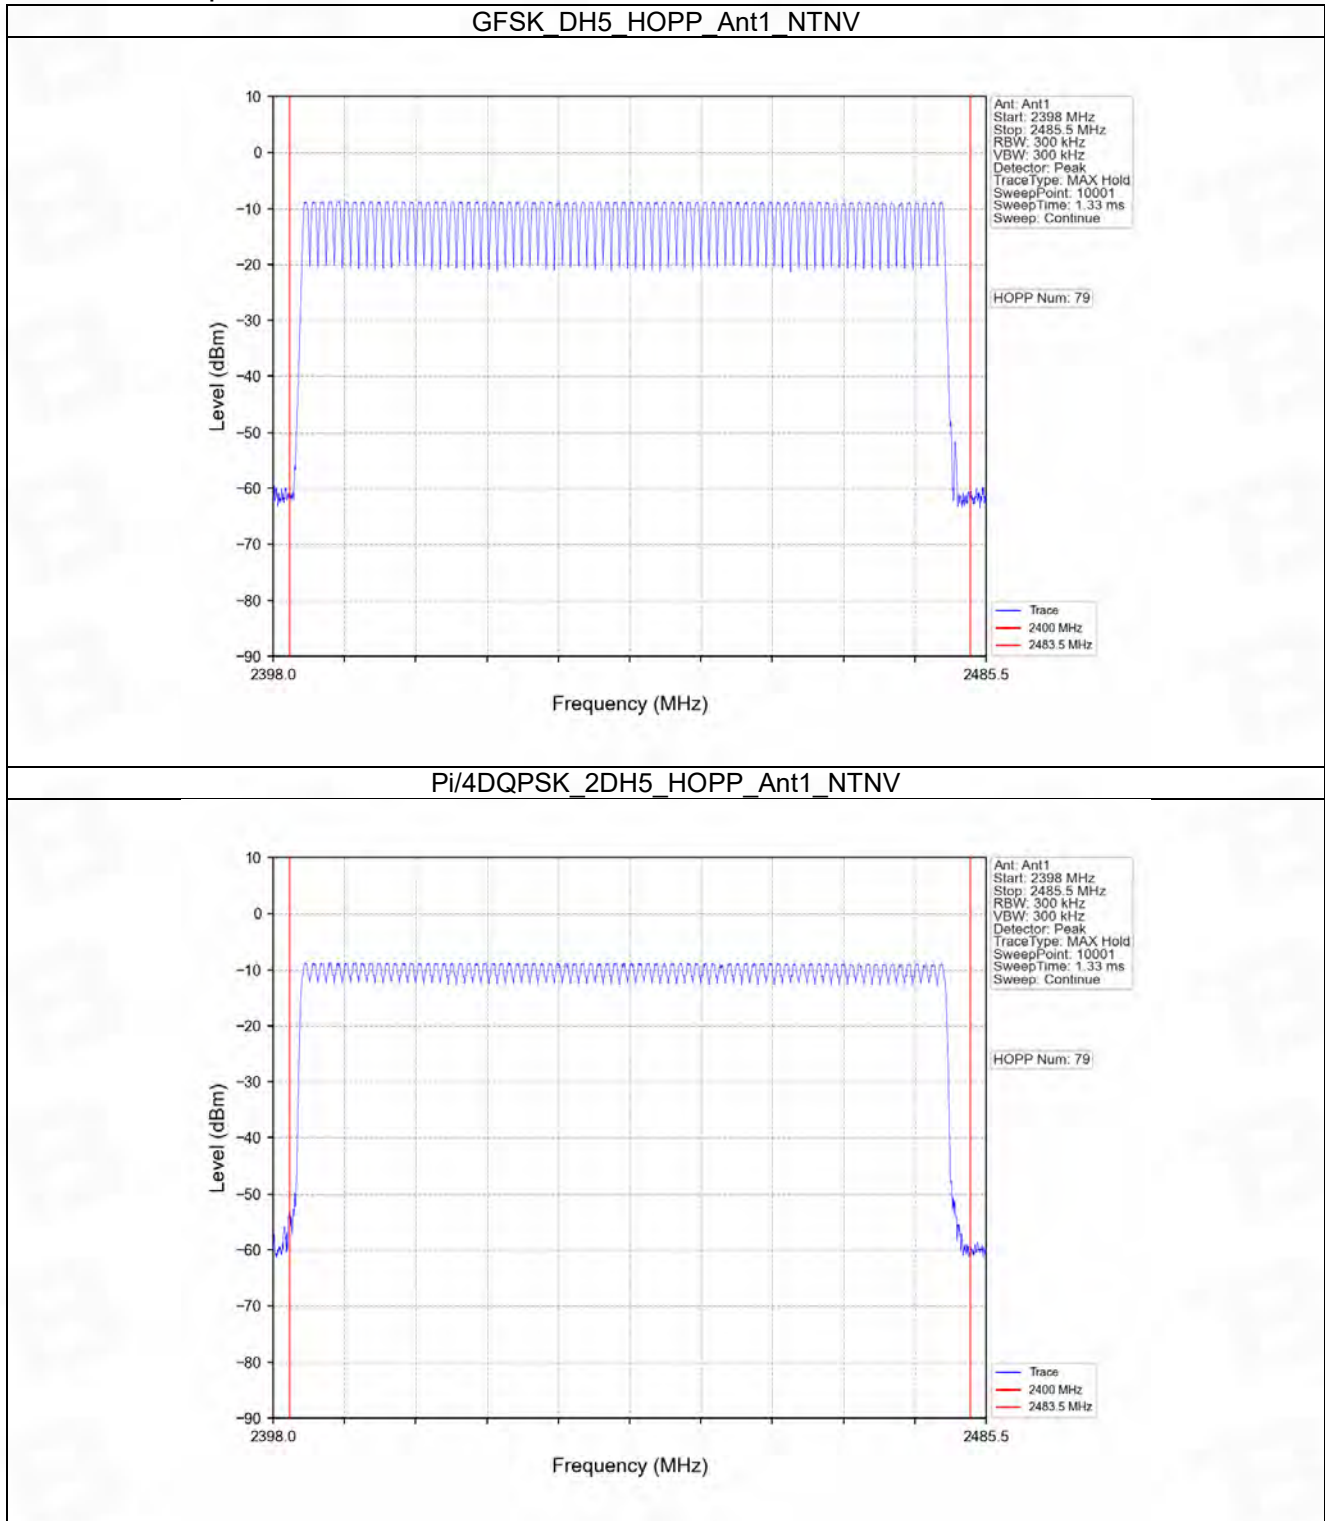 GFSK_DH5_HOPP_Ant1_NTNV
10
0
−10
−20
−30
−40
−50
−60
−70
−80
−90
Level (dBm)
2398.0
2485.5
Frequency (MHz)
Ant: Ant1
Start: 2398 MHz
Stop: 2485.5 MHz
RBW: 300 kHz
VBW: 300 kHz
Detector: Peak
TraceType: MAX Hold
SweepPoint: 10001
SweepTime: 1.33 ms
Sweep: Continue
HOPP Num: 79
Trace
2400 MHz
2483.5 MHz
Pi/4DQPSK_2DH5_HOPP_Ant1_NTNV
10
0
−10
−20
−30
−40
−50
−60
−70
−80
−90
Level (dBm)
2398.0
2485.5
Frequency (MHz)
Ant: Ant1
Start: 2398 MHz
Stop: 2485.5 MHz
RBW: 300 kHz
VBW: 300 kHz
Detector: Peak
TraceType: MAX Hold
SweepPoint: 10001
SweepTime: 1.33 ms
Sweep: Continue
HOPP Num: 79
Trace
2400 MHz
2483.5 MHz